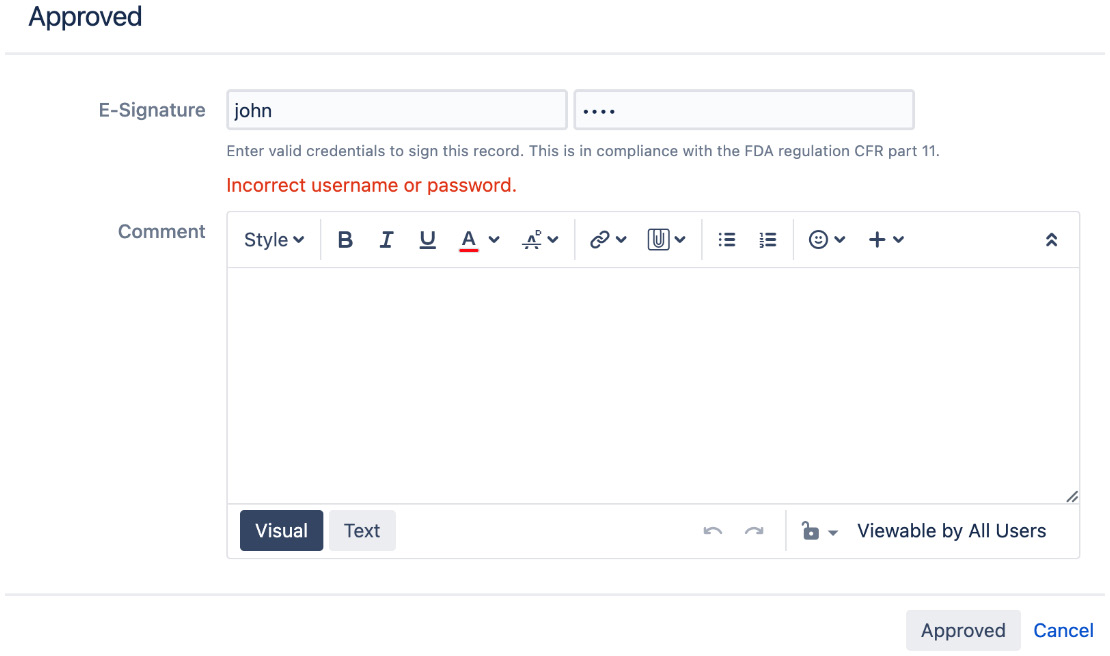 Approved
E-Signature john ••••
Enter valid credentials to sign this record. This is in compliance with the FDA regulation CFR part 11.
Incorrect username or password.
Comment
Style B I U A
Visual Text Viewable by All Users
Approved Cancel